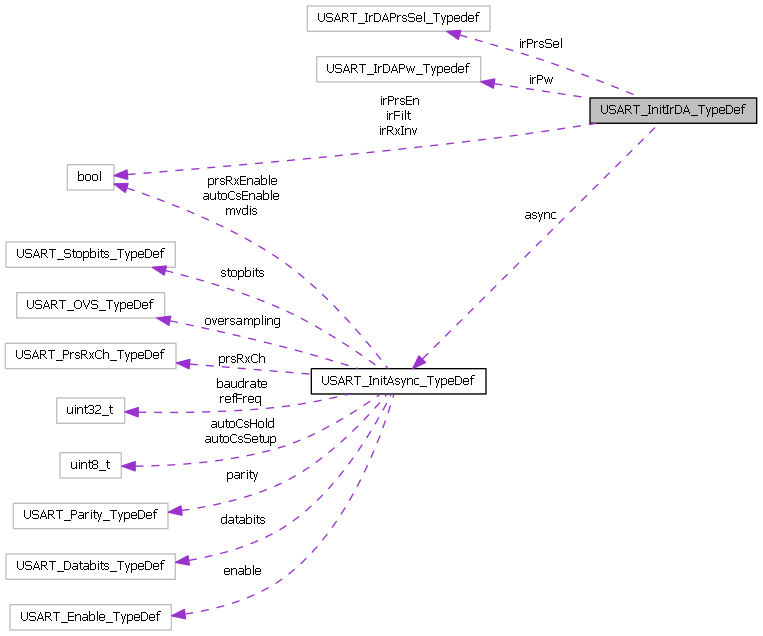 USART_IrDAPrsSel_Typedef
irPrsSel
USART_IrDAPw_Typedef
irPw
USART_InitIrDA_TypeDef
irPrsEn
irFilt
irRxInv
bool
prsRxEnable
autoCsEnable
mvdis
async
USART_Stopbits_TypeDef
stopbits
USART_OVS_TypeDef
oversampling
USART_PrsRxCh_TypeDef
prsRxCh
USART_InitAsync_TypeDef
baudrate
refFreq
uint32_t
autoCsHold
autoCsSetup
uint8_t
parity
USART_Parity_TypeDef
databits
USART_Databits_TypeDef
enable
USART_Enable_TypeDef